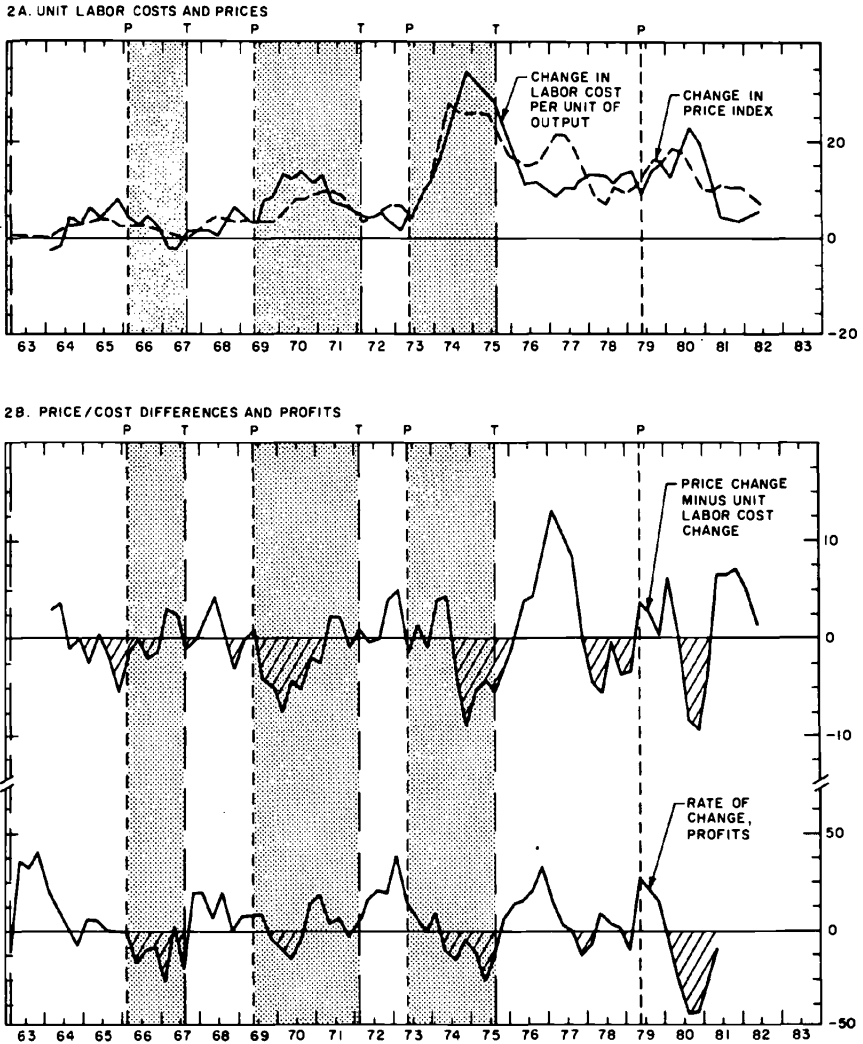 2A. UNIT LABOR COSTS AND PRICES
P T P T P T P
CHANGE IN
LABOR COST
PER UNIT OF
OUTPUT
CHANGE IN
PRICE INDEX
20
0
-20
63 64 65 66 67 68 69 70 71 72 73 74 75 76 77 78 79 80 81 82 83
2B. PRICE/COST DIFFERENCES AND PROFITS
P T P T P T P
PRICE CHANGE
MINUS UNIT
LABOR COST
CHANGE
10
0
-10
RATE OF
CHANGE,
PROFITS
50
0
-50
63 64 65 66 67 68 69 70 71 72 73 74 75 76 77 78 79 80 81 82 83